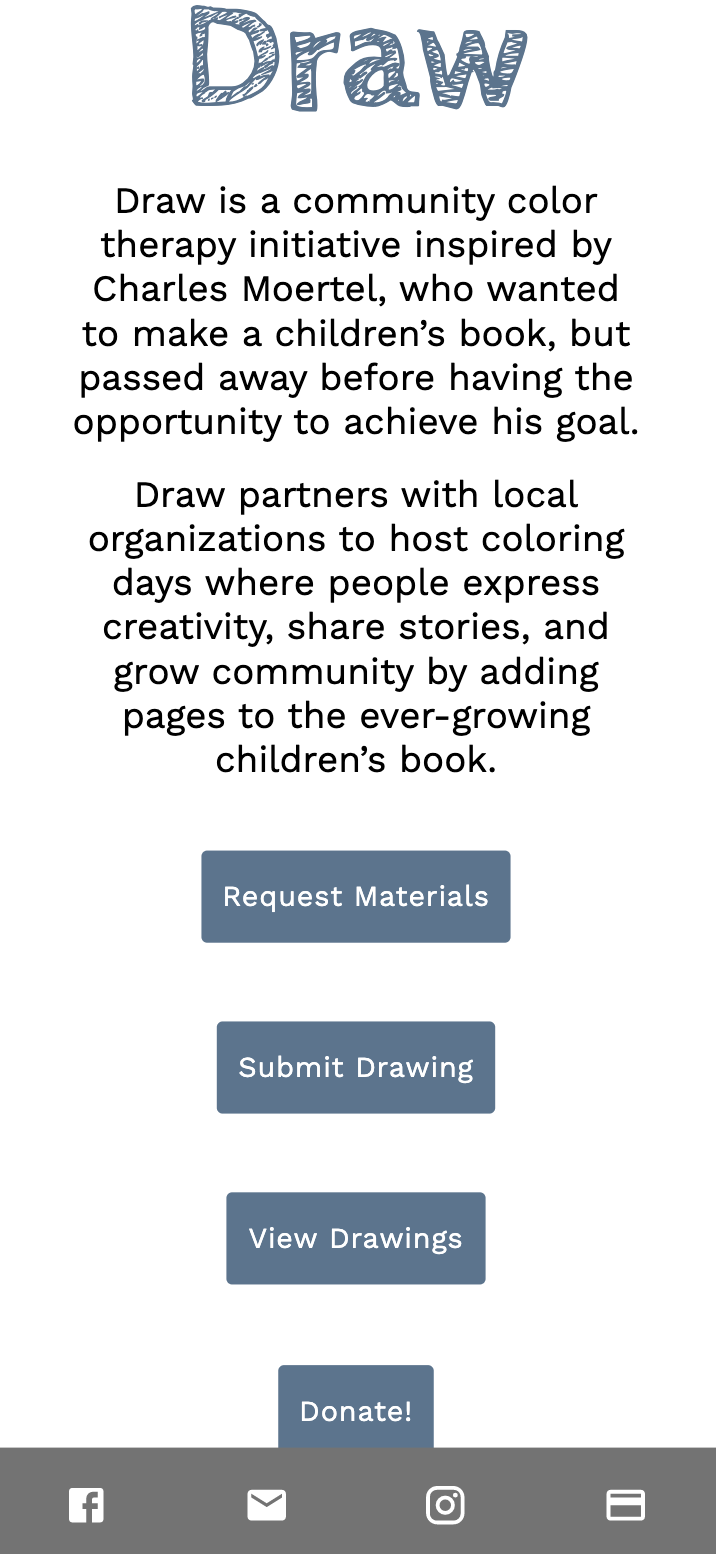 Draw
Draw is a community color
therapy initiative inspired by
Charles Moertel, who wanted
to make a children’s book, but
passed away before having the
opportunity to achieve his goal.
Draw partners with local
organizations to host coloring
days where people express
creativity, share stories, and
grow community by adding
pages to the ever-growing
children’s book.
Request Materials
Submit Drawing
View Drawings
Donate!